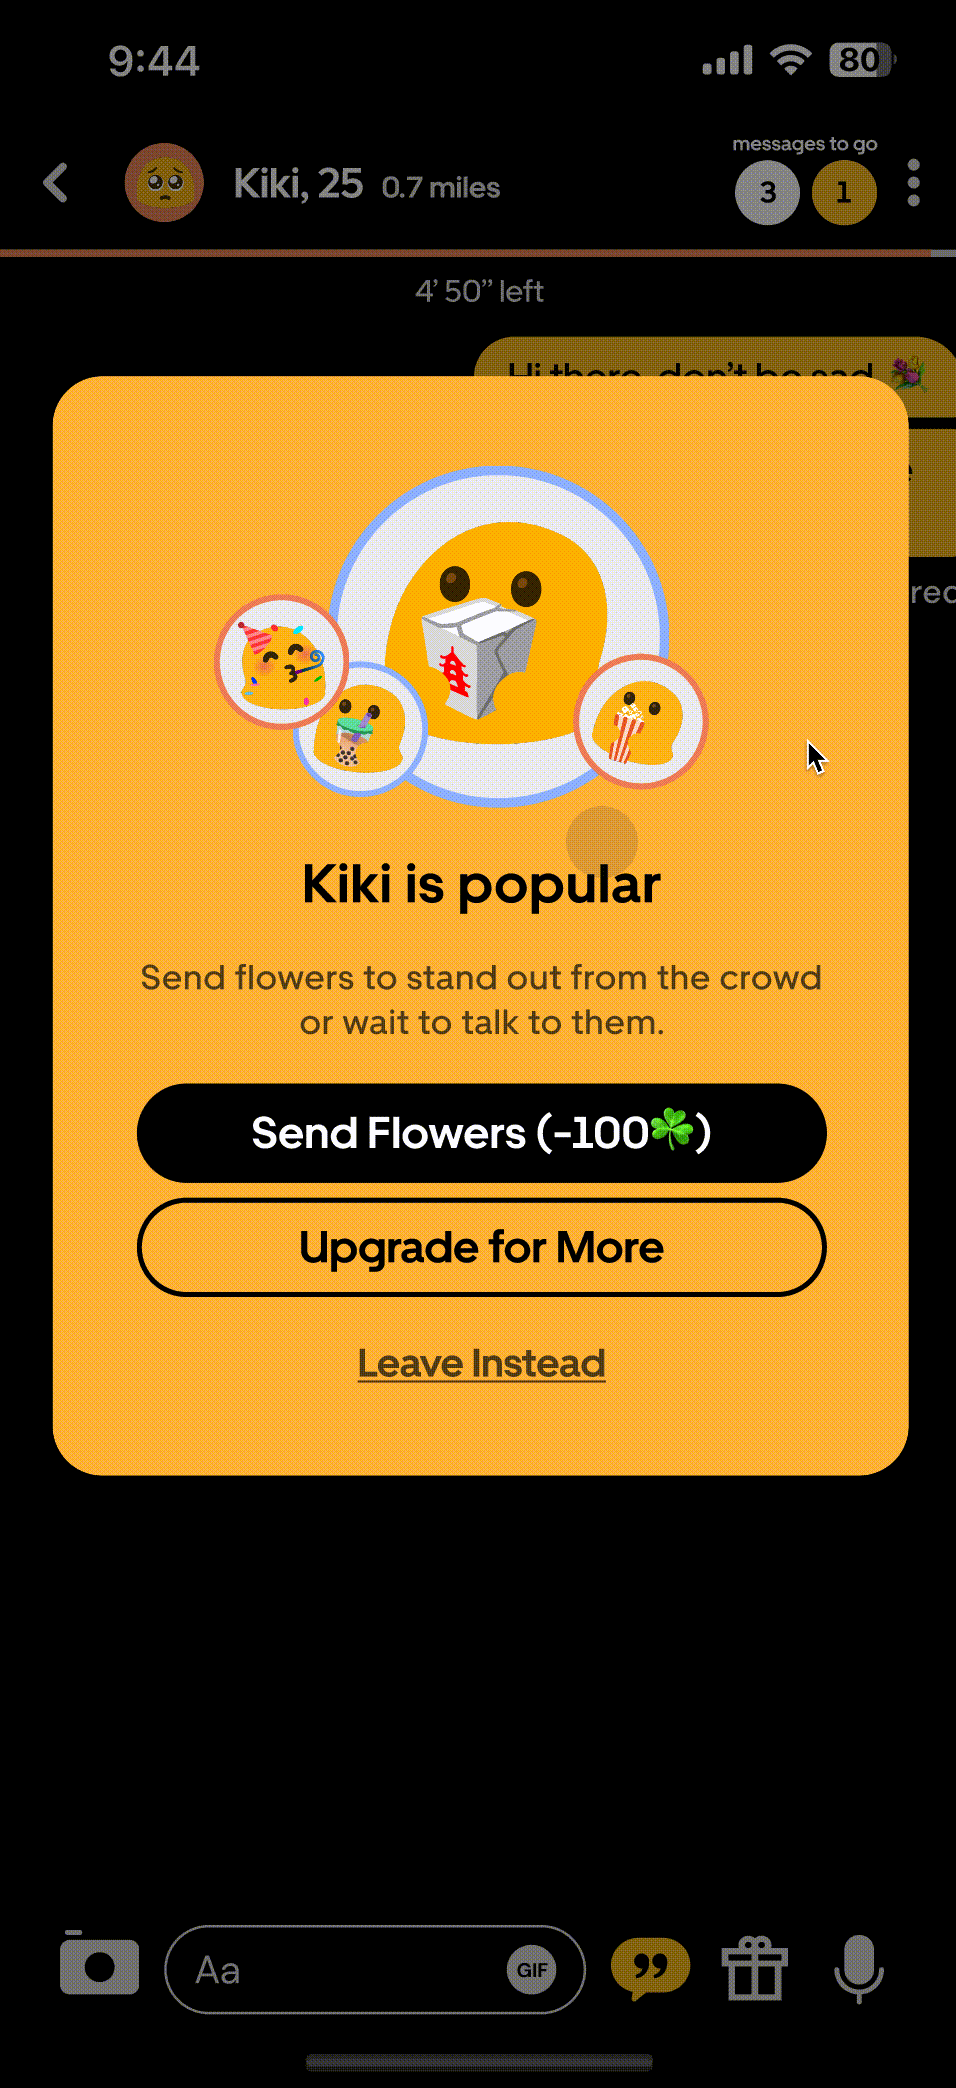 9:44
80
messages to go
Kiki, 25 0.7 miles
3 1
4’ 50” left
Hi there, don’t be sad 💐
Kiki is popular
Send flowers to stand out from the crowd
or wait to talk to them.
Send Flowers (-100☘️)
Upgrade for More
Leave Instead
Aa
GIF